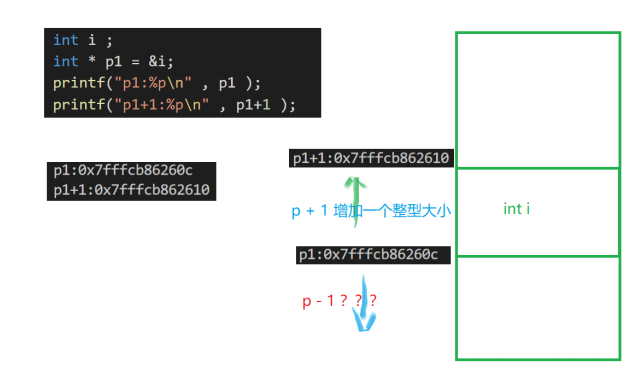 int i ;
int * p1 = &i;
printf("p1:%p\n" , p1 );
printf("p1+1:%p\n" , p1+1 );
p1:0x7fffcb86260c
p1+1:0x7fffcb862610
p1+1:0x7fffcb862610
p + 1 增加一个整型大小
int i
p1:0x7fffcb86260c
p - 1 ? ? ?